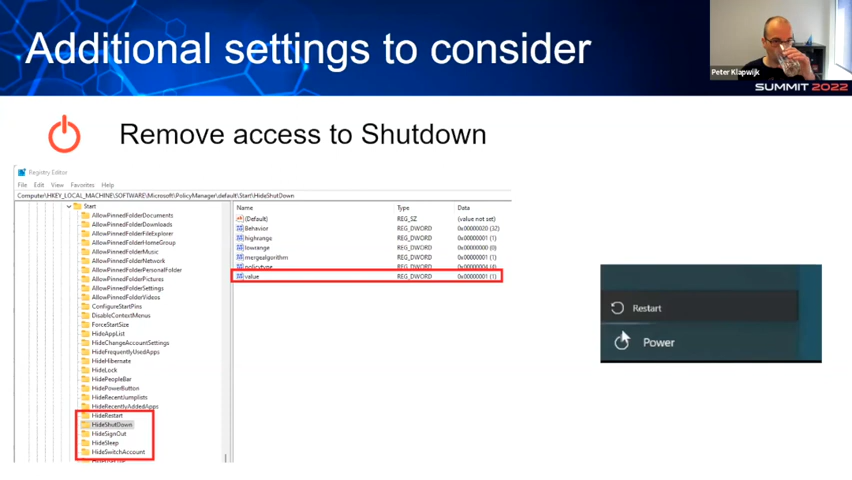 Additional settings to consider
Peter Klapwijk
SUMMIT 2022
Remove access to Shutdown
Registry Editor
File Edit View Favorites Help
Computer\HKEY_LOCAL_MACHINE\SOFTWARE\Microsoft\PolicyManager\default\Start\HideShutDown
Start
AllowPinnedFolderDocuments
AllowPinnedFolderDownloads
AllowPinnedFolderFileExplorer
AllowPinnedFolderHomeGroup
AllowPinnedFolderMusic
AllowPinnedFolderNetwork
AllowPinnedFolderPersonalFolder
AllowPinnedFolderPictures
AllowPinnedFolderSettings
AllowPinnedFolderVideos
ConfigureStartPins
DisableContextMenus
ForceStartSize
HideAppList
HideChangeAccountSettings
HideFrequentlyUsedApps
HideHibernate
HideLock
HidePeopleBar
HidePowerButton
HideRecentJumplists
HideRecentlyAddedApps
HideRestart
HideShutDown
HideSignOut
HideSleep
HideSwitchAccount
Name Type Data
(Default) REG_SZ (value not set)
Behavior REG_DWORD 0x00000020 (32)
highrange REG_DWORD 0x00000001 (1)
lowrange REG_DWORD 0x00000000 (0)
mergealgorithm REG_DWORD 0x00000001 (1)
policytype REG_DWORD 0x00000004 (4)
value REG_DWORD 0x00000001 (1)
Restart
Power